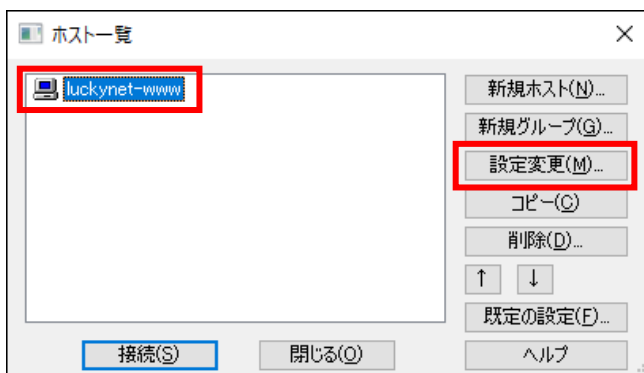 ホスト一覧
luckynet-www
新規ホスト(N)...
新規グループ(G)...
設定変更(M)...
コピー(C)
削除(D)...
↑ ↓
既定の設定(F)...
接続(S) 閉じる(O) ヘルプ